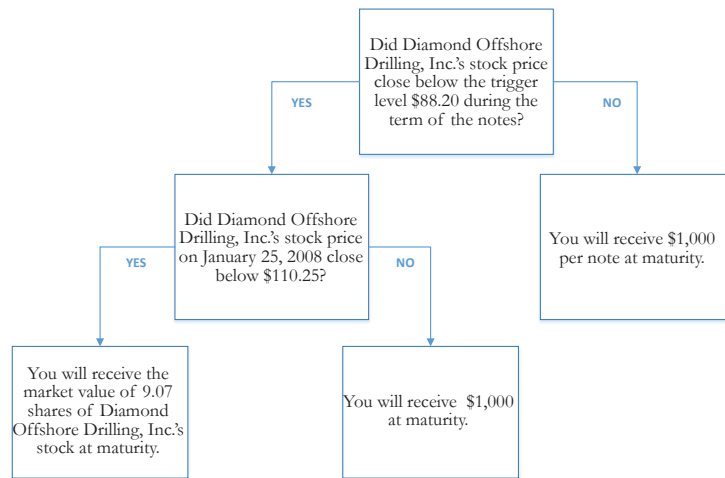 Did Diamond Offshore
Drilling, Inc.'s stock price
close below the trigger
level $88.20 during the
term of the notes?
YES
NO
Did Diamond Offshore
Drilling, Inc.'s stock price
on January 25, 2008 close
below $110.25?
You will receive $1,000
per note at maturity.
YES
NO
You will receive the
market value of 9.07
shares of Diamond
Offshore Drilling, Inc.'s
stock at maturity.
You will receive $1,000
at maturity.